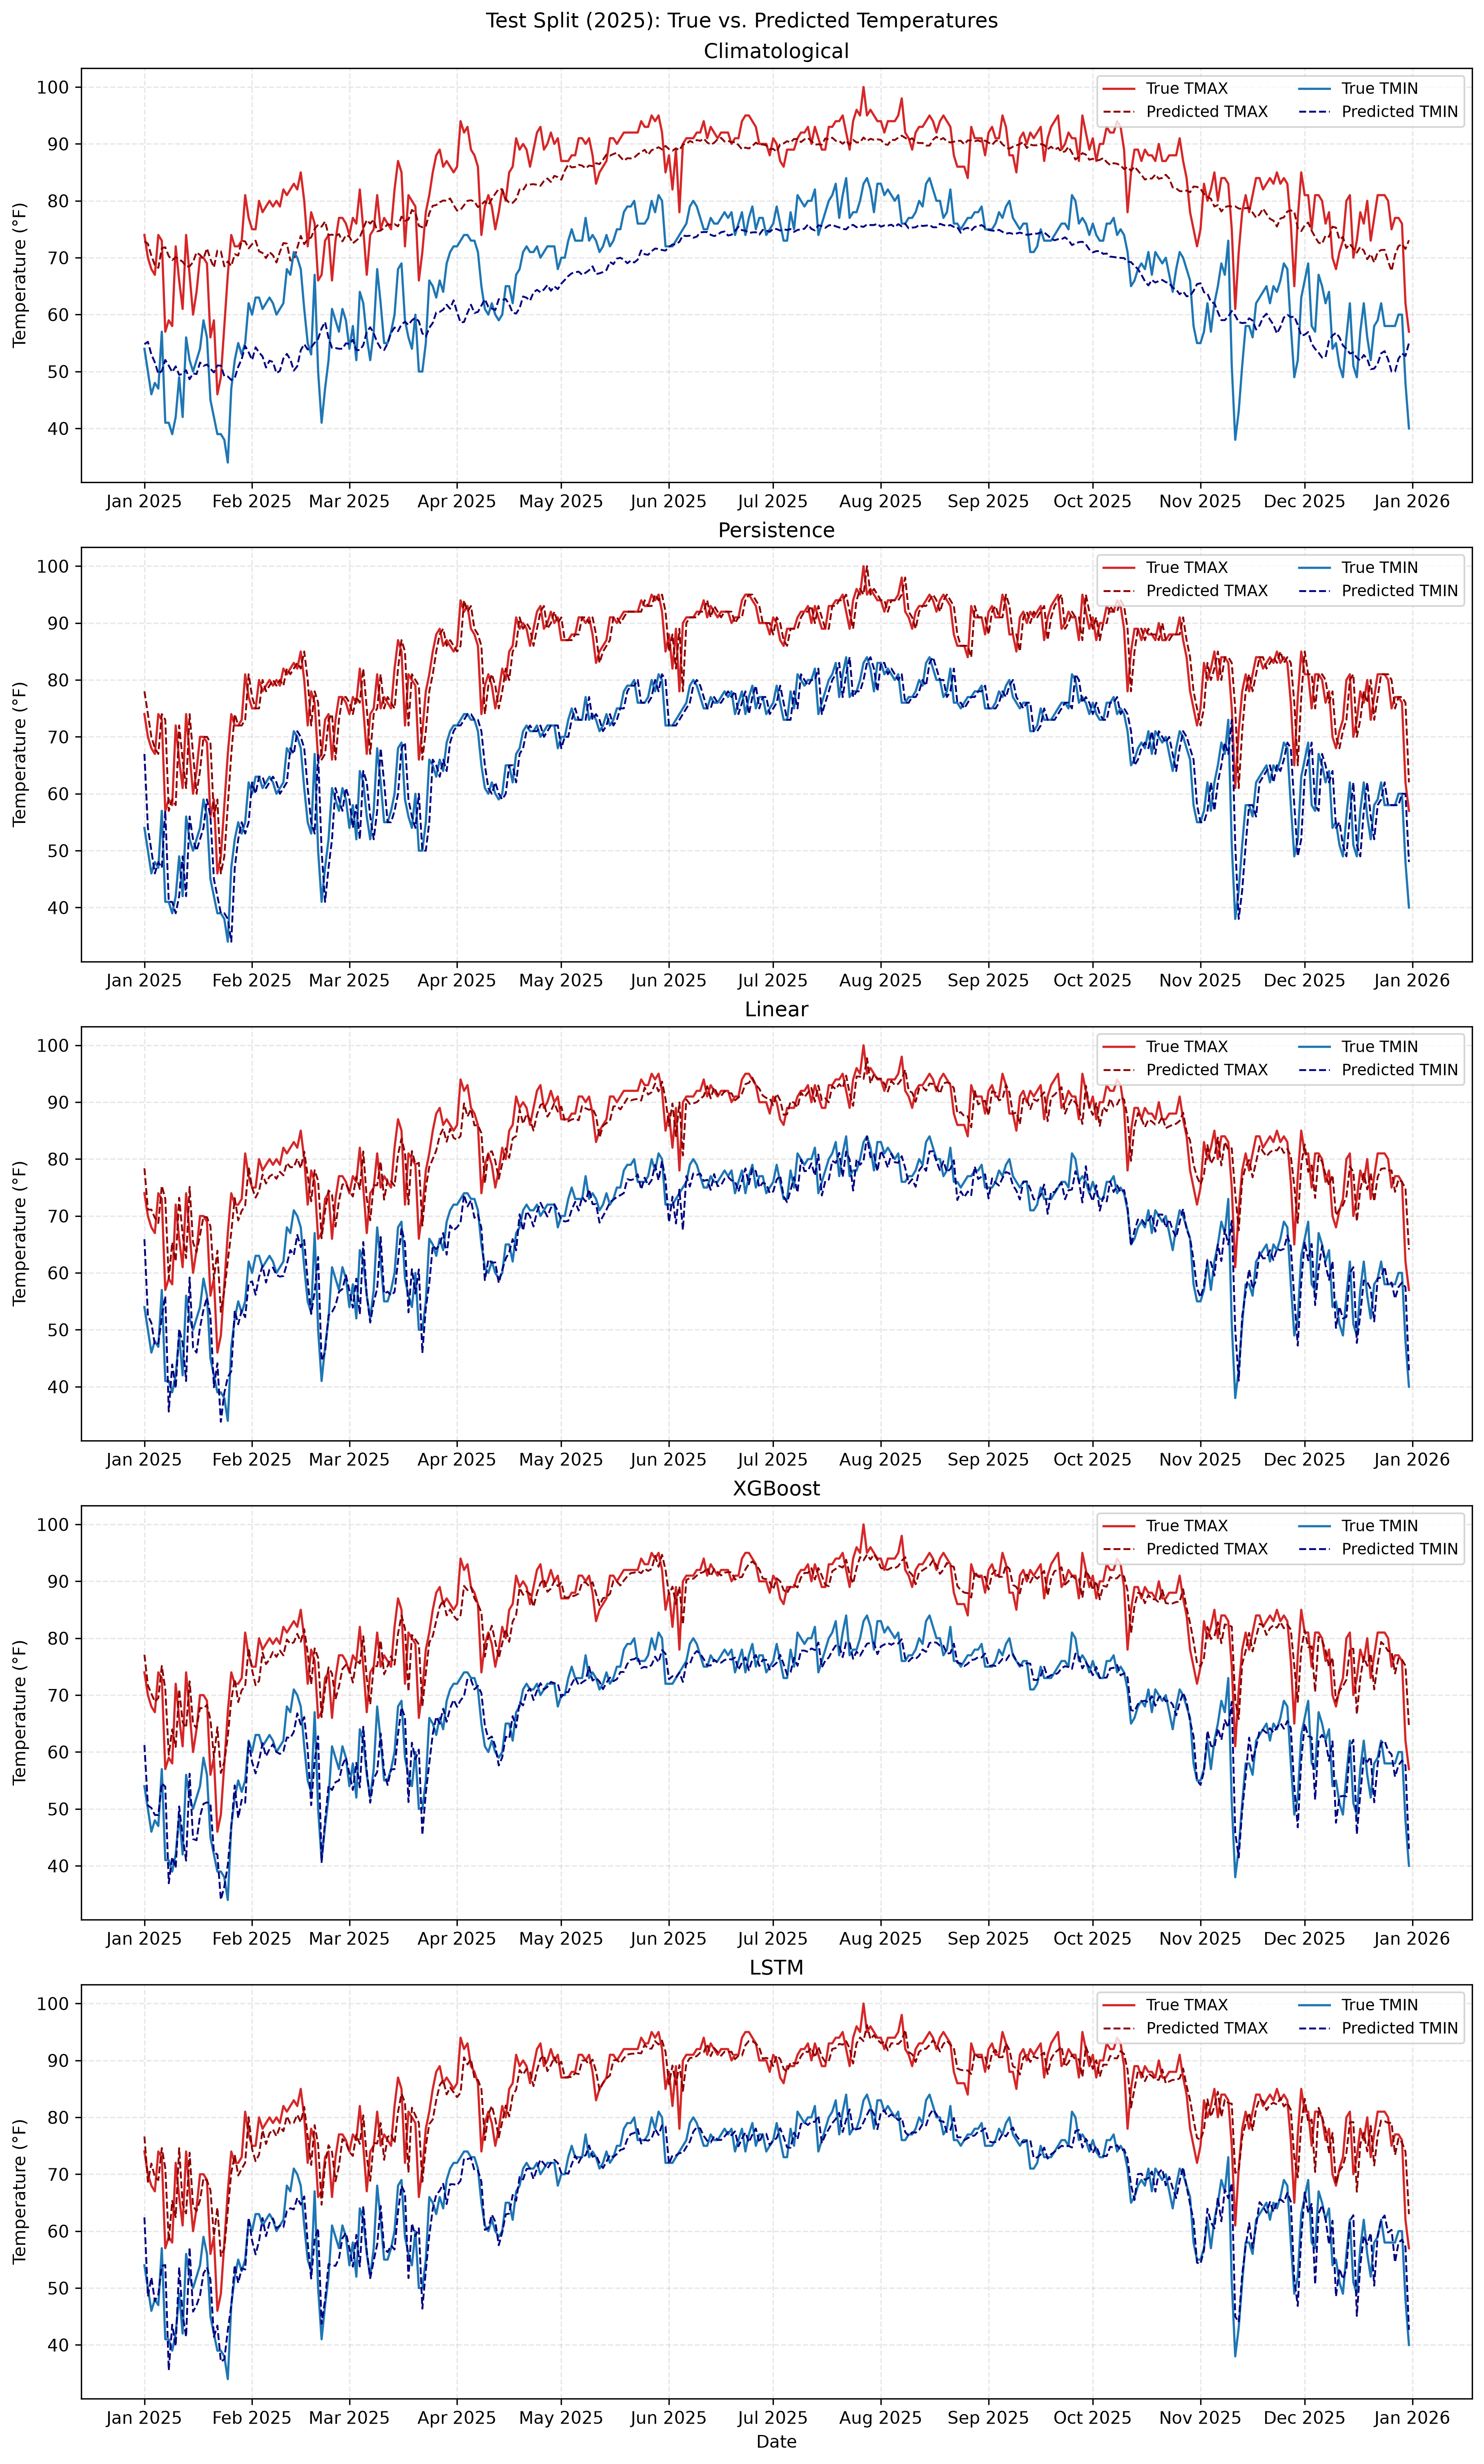 Test Split (2025): True vs. Predicted Temperatures
Climatological
True TMAX
Predicted TMAX
True TMIN
Predicted TMIN
Temperature (°F)
100
90
80
70
60
50
40
Jan 2025 Feb 2025 Mar 2025 Apr 2025 May 2025 Jun 2025 Jul 2025 Aug 2025 Sep 2025 Oct 2025 Nov 2025 Dec 2025 Jan 2026
Persistence
True TMAX
Predicted TMAX
True TMIN
Predicted TMIN
Temperature (°F)
100
90
80
70
60
50
40
Jan 2025 Feb 2025 Mar 2025 Apr 2025 May 2025 Jun 2025 Jul 2025 Aug 2025 Sep 2025 Oct 2025 Nov 2025 Dec 2025 Jan 2026
Linear
True TMAX
Predicted TMAX
True TMIN
Predicted TMIN
Temperature (°F)
100
90
80
70
60
50
40
Jan 2025 Feb 2025 Mar 2025 Apr 2025 May 2025 Jun 2025 Jul 2025 Aug 2025 Sep 2025 Oct 2025 Nov 2025 Dec 2025 Jan 2026
XGBoost
True TMAX
Predicted TMAX
True TMIN
Predicted TMIN
Temperature (°F)
100
90
80
70
60
50
40
Jan 2025 Feb 2025 Mar 2025 Apr 2025 May 2025 Jun 2025 Jul 2025 Aug 2025 Sep 2025 Oct 2025 Nov 2025 Dec 2025 Jan 2026
LSTM
True TMAX
Predicted TMAX
True TMIN
Predicted TMIN
Temperature (°F)
100
90
80
70
60
50
40
Jan 2025 Feb 2025 Mar 2025 Apr 2025 May 2025 Jun 2025 Jul 2025 Aug 2025 Sep 2025 Oct 2025 Nov 2025 Dec 2025 Jan 2026
Date